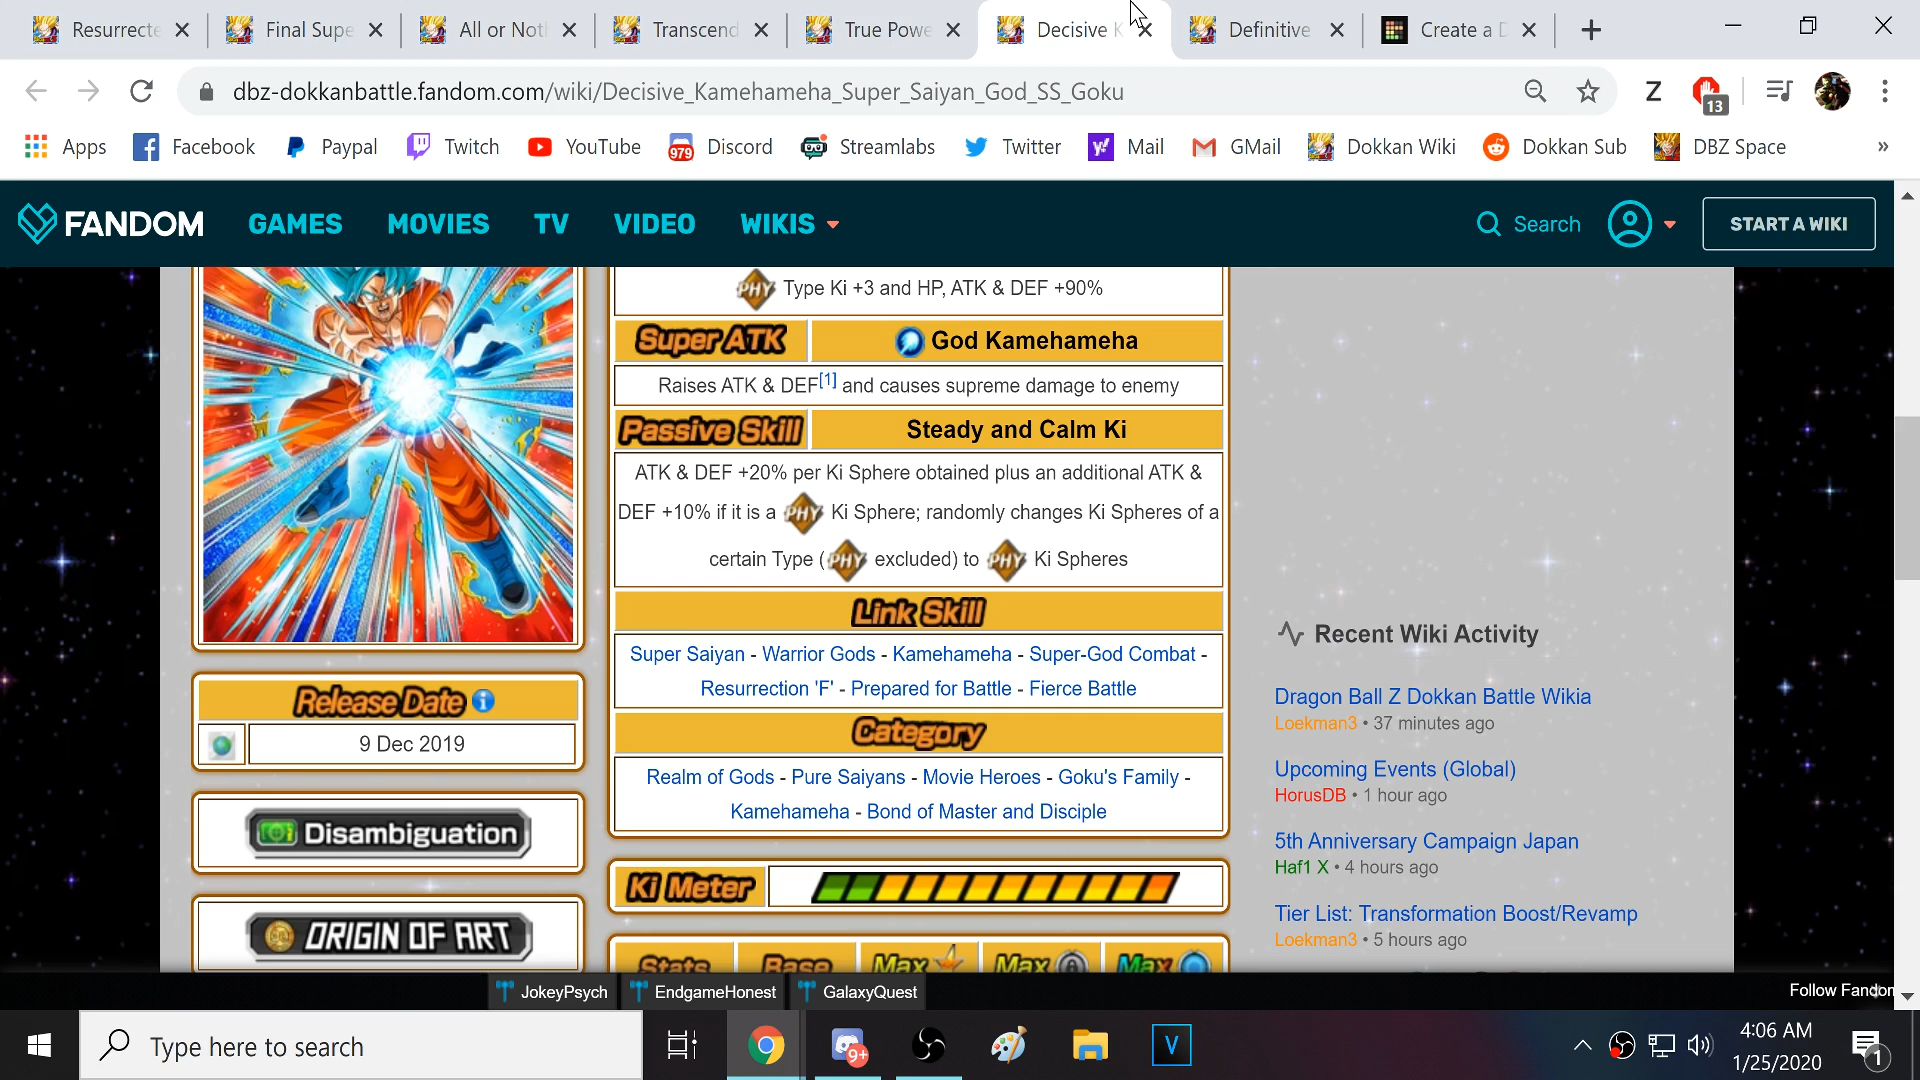 Resurrecte
Final Supe
All or Not
Transcend
True Powe
Decisive K
Definitive
Create a D
dbz-dokkanbattle.fandom.com/wiki/Decisive_Kamehameha_Super_Saiyan_God_SS_Goku
Z
13
Apps
Facebook
Paypal
Twitch
YouTube
979
Discord
Streamlabs
Twitter
Mail
GMail
Dokkan Wiki
Dokkan Sub
DBZ Space
»
FANDOM
GAMES
MOVIES
TV
VIDEO
WIKIS
Search
START A WIKI
PHY Type Ki +3 and HP, ATK & DEF +90%
Super ATK
God Kamehameha
Raises ATK & DEF[1] and causes supreme damage to enemy
Passive Skill
Steady and Calm Ki
ATK & DEF +20% per Ki Sphere obtained plus an additional ATK &
DEF +10% if it is a PHY Ki Sphere; randomly changes Ki Spheres of a
certain Type (PHY excluded) to PHY Ki Spheres
Link Skill
Super Saiyan - Warrior Gods - Kamehameha - Super-God Combat -
Resurrection 'F' - Prepared for Battle - Fierce Battle
Category
Realm of Gods - Pure Saiyans - Movie Heroes - Goku's Family -
Kamehameha - Bond of Master and Disciple
Ki Meter
Stats
Base
Max
Max
Max
Release Date
9 Dec 2019
Disambiguation
ORIGIN OF ART
Recent Wiki Activity
Dragon Ball Z Dokkan Battle Wikia
Loekman3 • 37 minutes ago
Upcoming Events (Global)
HorusDB • 1 hour ago
5th Anniversary Campaign Japan
Haf1 X • 4 hours ago
Tier List: Transformation Boost/Revamp
Loekman3 • 5 hours ago
JokeyPsych
EndgameHonest
GalaxyQuest
Follow Fandom
Type here to search
9+
V
4:06 AM
1/25/2020
1